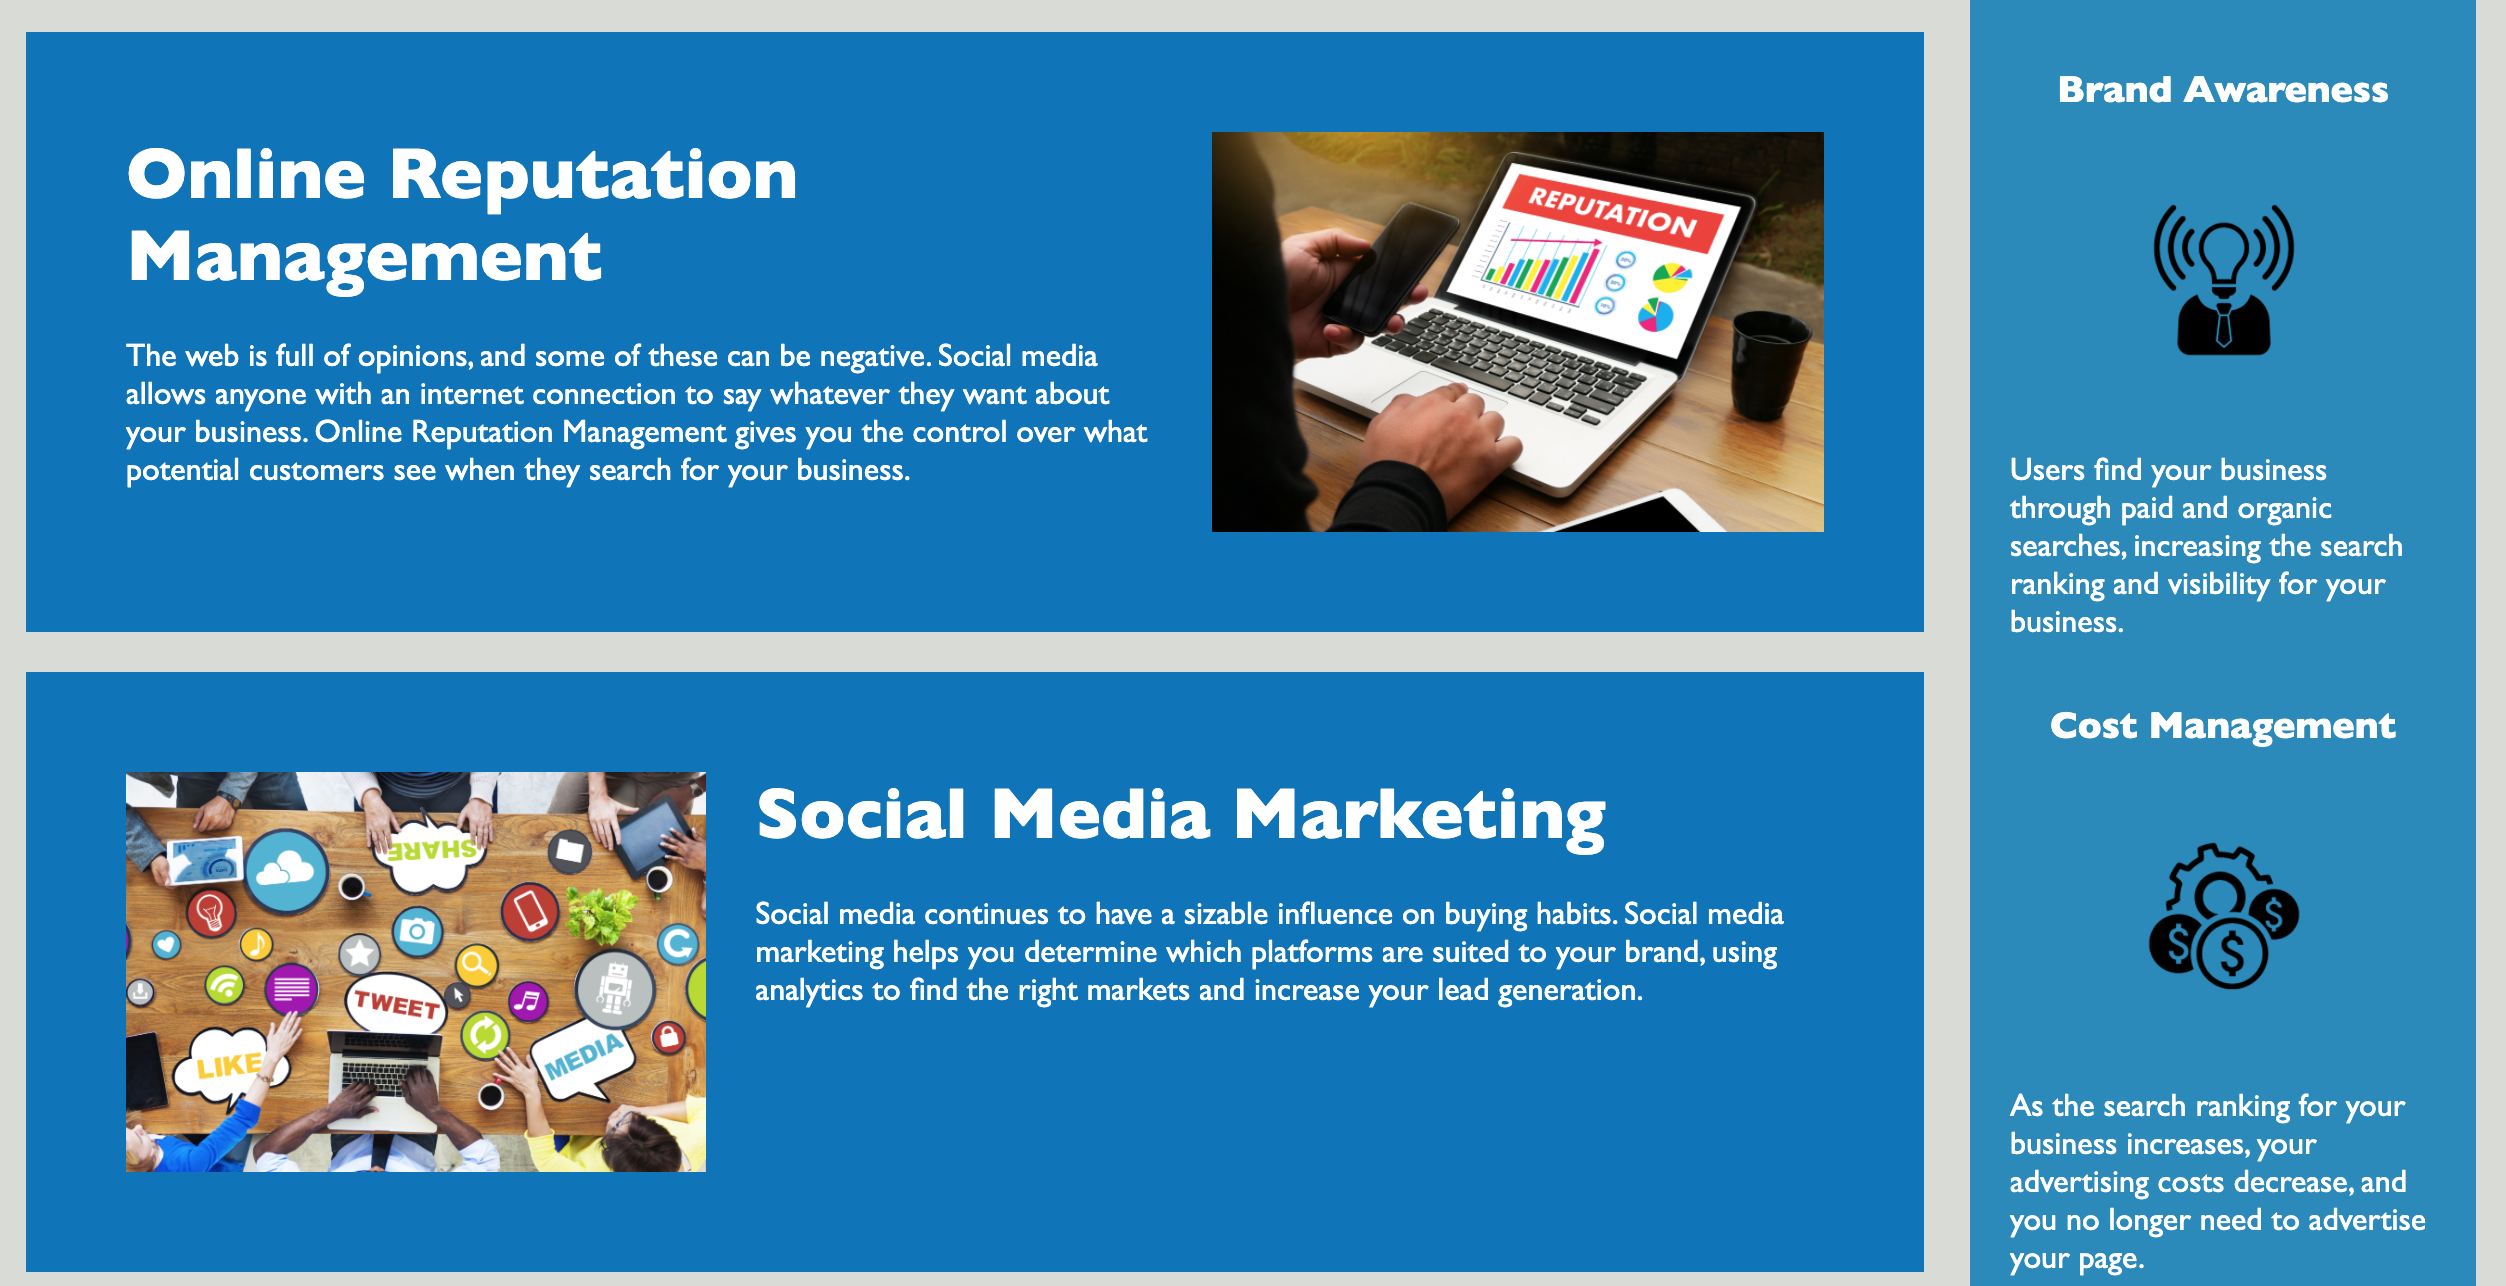 Online Reputation
Management
The web is full of opinions, and some of these can be negative. Social media
allows anyone with an internet connection to say whatever they want about
your business. Online Reputation Management gives you the control over what
potential customers see when they search for your business.
REPUTATION
Social Media Marketing
Social media continues to have a sizable influence on buying habits. Social media
marketing helps you determine which platforms are suited to your brand, using
analytics to find the right markets and increase your lead generation.
SHARE
TWEET
LIKE
MEDIA
Brand Awareness
Users find your business
through paid and organic
searches, increasing the search
ranking and visibility for your
business.
Cost Management
$
$
$
As the search ranking for your
business increases, your
advertising costs decrease, and
you no longer need to advertise
your page.